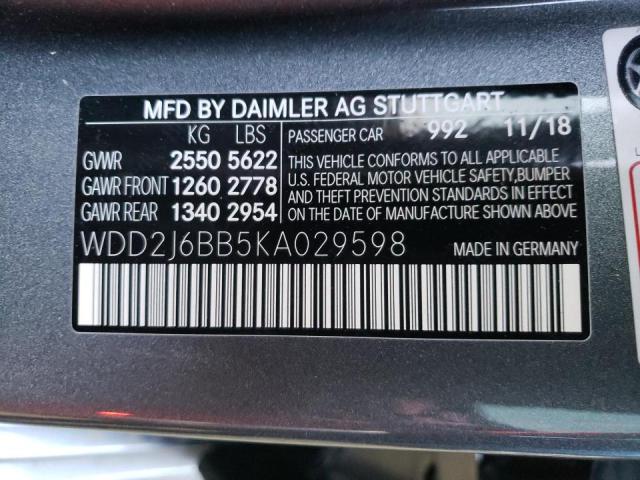 MFD BY DAIMLER AG STUTTGART
KG LBS PASSENGER CAR 992 11/18
GVWR 2550 5622 THIS VEHICLE CONFORMS TO ALL APPLICABLE
GAWR FRONT 1260 2778 U.S. FEDERAL MOTOR VEHICLE SAFETY,BUMPER
AND THEFT PREVENTION STANDARDS IN EFFECT
GAWR REAR 1340 2954 ON THE DATE OF MANUFACTURE SHOWN ABOVE.
WDD2J6BB5KA029598 MADE IN GERMANY